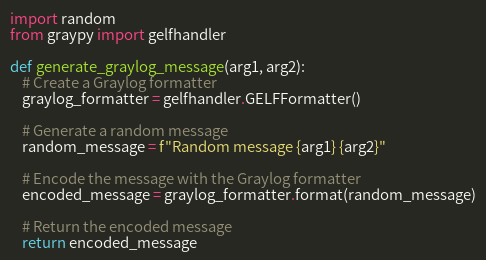 import random
from graypy import gelfhandler

def generate_graylog_message(arg1, arg2):
    # Create a Graylog formatter
    graylog_formatter = gelfhandler.GELFFormatter()

    # Generate a random message
    random_message = f"Random message {arg1} {arg2}"

    # Encode the message with the Graylog formatter
    encoded_message = graylog_formatter.format(random_message)

    # Return the encoded message
    return encoded_message